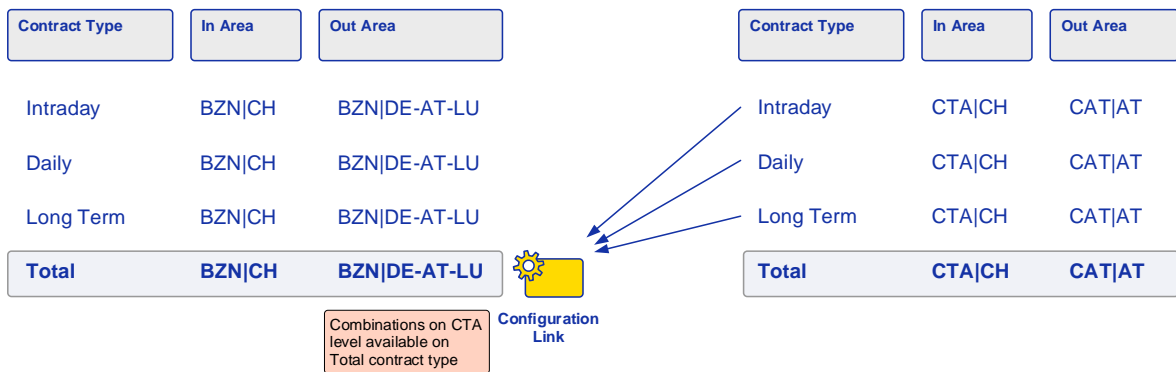 Contract Type In Area Out Area
Intraday BZN|CH BZN|DE-AT-LU
Daily BZN|CH BZN|DE-AT-LU
Long Term BZN|CH BZN|DE-AT-LU
Total BZN|CH BZN|DE-AT-LU
Combinations on CTA
level available on
Total contract type
Configuration
Link
Contract Type In Area Out Area
Intraday CTA|CH CAT|AT
Daily CTA|CH CAT|AT
Long Term CTA|CH CAT|AT
Total CTA|CH CAT|AT